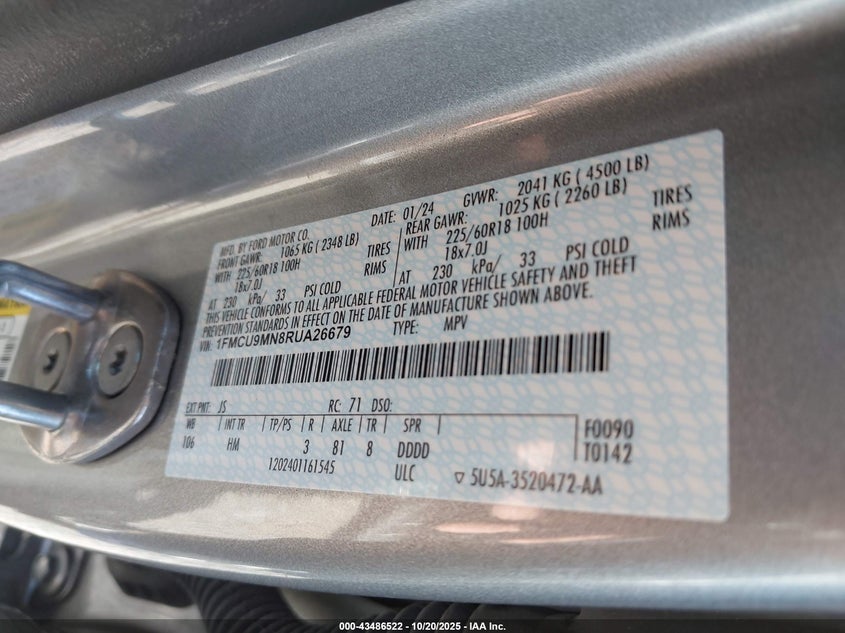 MFD. BY FORD MOTOR CO. DATE: 01/24 GVWR: 2041 KG ( 4500 LB)
FRONT GAWR: 1065 KG ( 2348 LB) REAR GAWR: 1025 KG ( 2260 LB)
WITH 225/60R18 100H TIRES WITH 225/60R18 100H TIRES
18x7.0J RIMS 18x7.0J RIMS
AT 230 kPa/ 33 PSI COLD AT 230 kPa/ 33 PSI COLD
THIS VEHICLE CONFORMS TO ALL APPLICABLE FEDERAL MOTOR VEHICLE SAFETY AND THEFT
PREVENTION STANDARDS IN EFFECT ON THE DATE OF MANUFACTURE SHOWN ABOVE.
VIN: 1FMCU9MN8RUA26679 TYPE: MPV
EXT PNT: JS RC: 71 DSO:
WB INT TR TP/PS R AXLE TR SPR F0090
106 HM 3 81 8 DDDD T0142
1202401161545 ULC ▽ 5U5A-3520472-AA
000-43486522 - 10/20/2025 - IAA Inc.